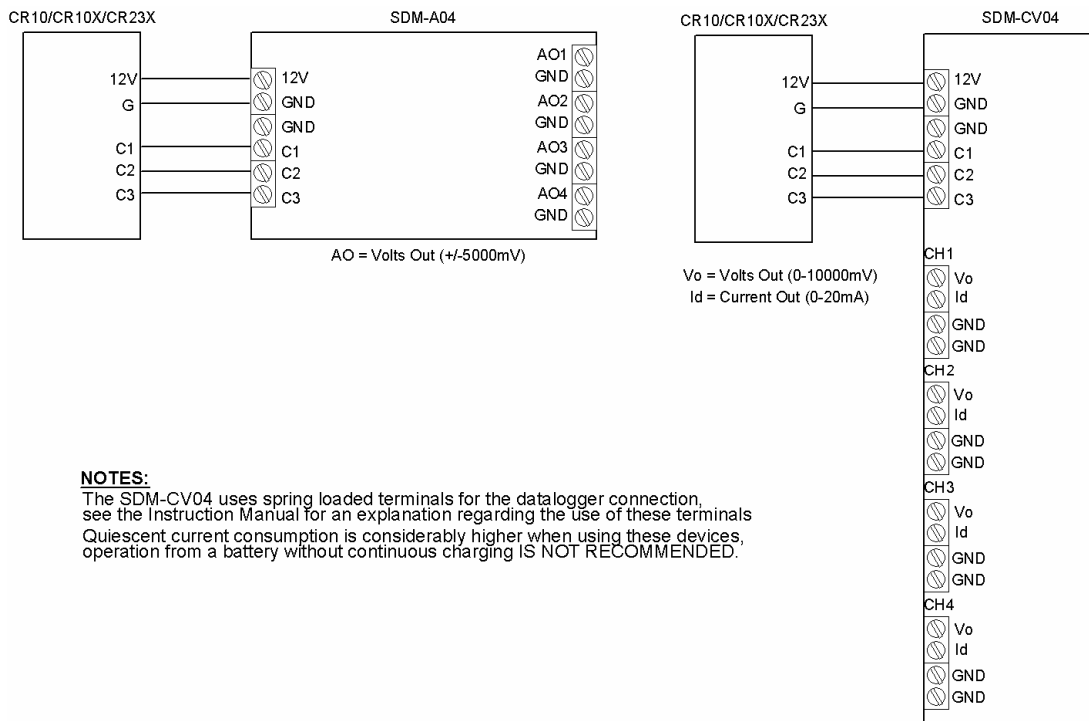 CR10/CR10X/CR23X
SDM-A04
12V
G
C1
C2
C3
12V
GND
GND
C1
C2
C3
AO1
GND
AO2
GND
AO3
GND
AO4
GND
AO = Volts Out (+/-5000mV)
CR10/CR10X/CR23X
SDM-CV04
12V
G
C1
C2
C3
12V
GND
GND
C1
C2
C3
Vo = Volts Out (0-10000mV)
Id = Current Out (0-20mA)
CH1
Vo
Id
GND
GND
CH2
Vo
Id
GND
GND
CH3
Vo
Id
GND
GND
CH4
Vo
Id
GND
GND
NOTES:
The SDM-CV04 uses spring loaded terminals for the datalogger connection,
see the Instruction Manual for an explanation regarding the use of these terminals
Quiescent current consumption is considerably higher when using these devices,
operation from a battery without continuous charging IS NOT RECOMMENDED.